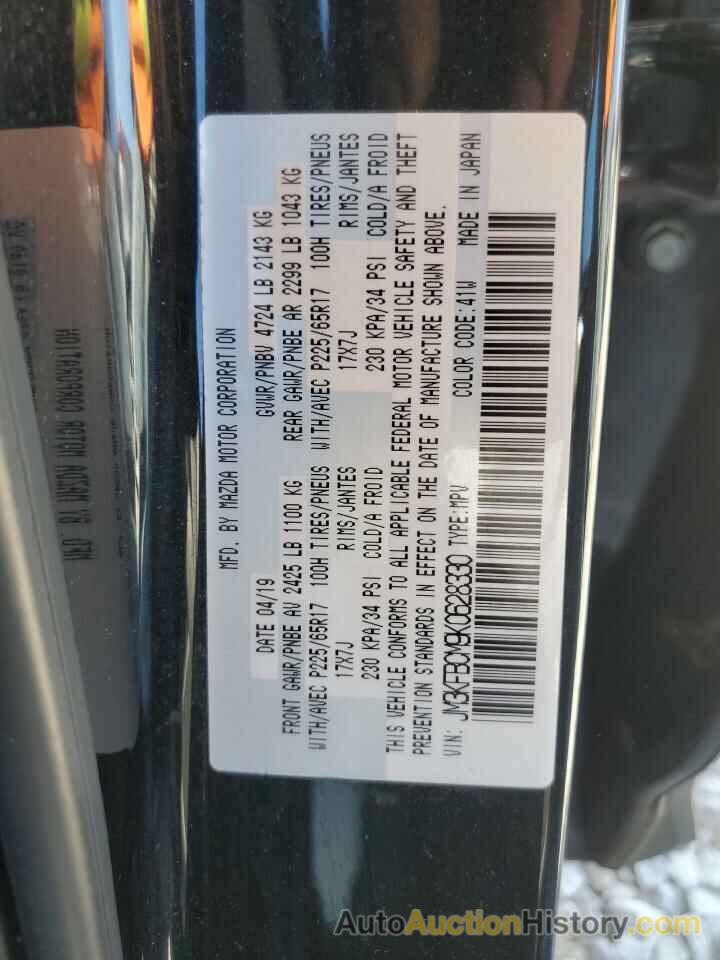 MFD. BY MAZDA MOTOR CORPORATION
DATE 04/19 GVWR/PNBV 4724 LB 2143 KG
FRONT GAWR/PNBE AV 2425 LB 1100 KG REAR GAWR/PNBE AR 2299 LB 1043 KG
WITH/AVEC P225/65R17 100H TIRES/PNEUS WITH/AVEC P225/65R17 100H TIRES/PNEUS
17X7J RIMS/JANTES 17X7J RIMS/JANTES
230 KPA/34 PSI COLD/A FROID 230 KPA/34 PSI COLD/A FROID
THIS VEHICLE CONFORMS TO ALL APPLICABLE FEDERAL MOTOR VEHICLE SAFETY AND THEFT
PREVENTION STANDARDS IN EFFECT ON THE DATE OF MANUFACTURE SHOWN ABOVE.
VIN: JM3KFBCM9K0628330 TYPE:MPV COLOR CODE:41W MADE IN JAPAN
AutoAuctionHistory.com